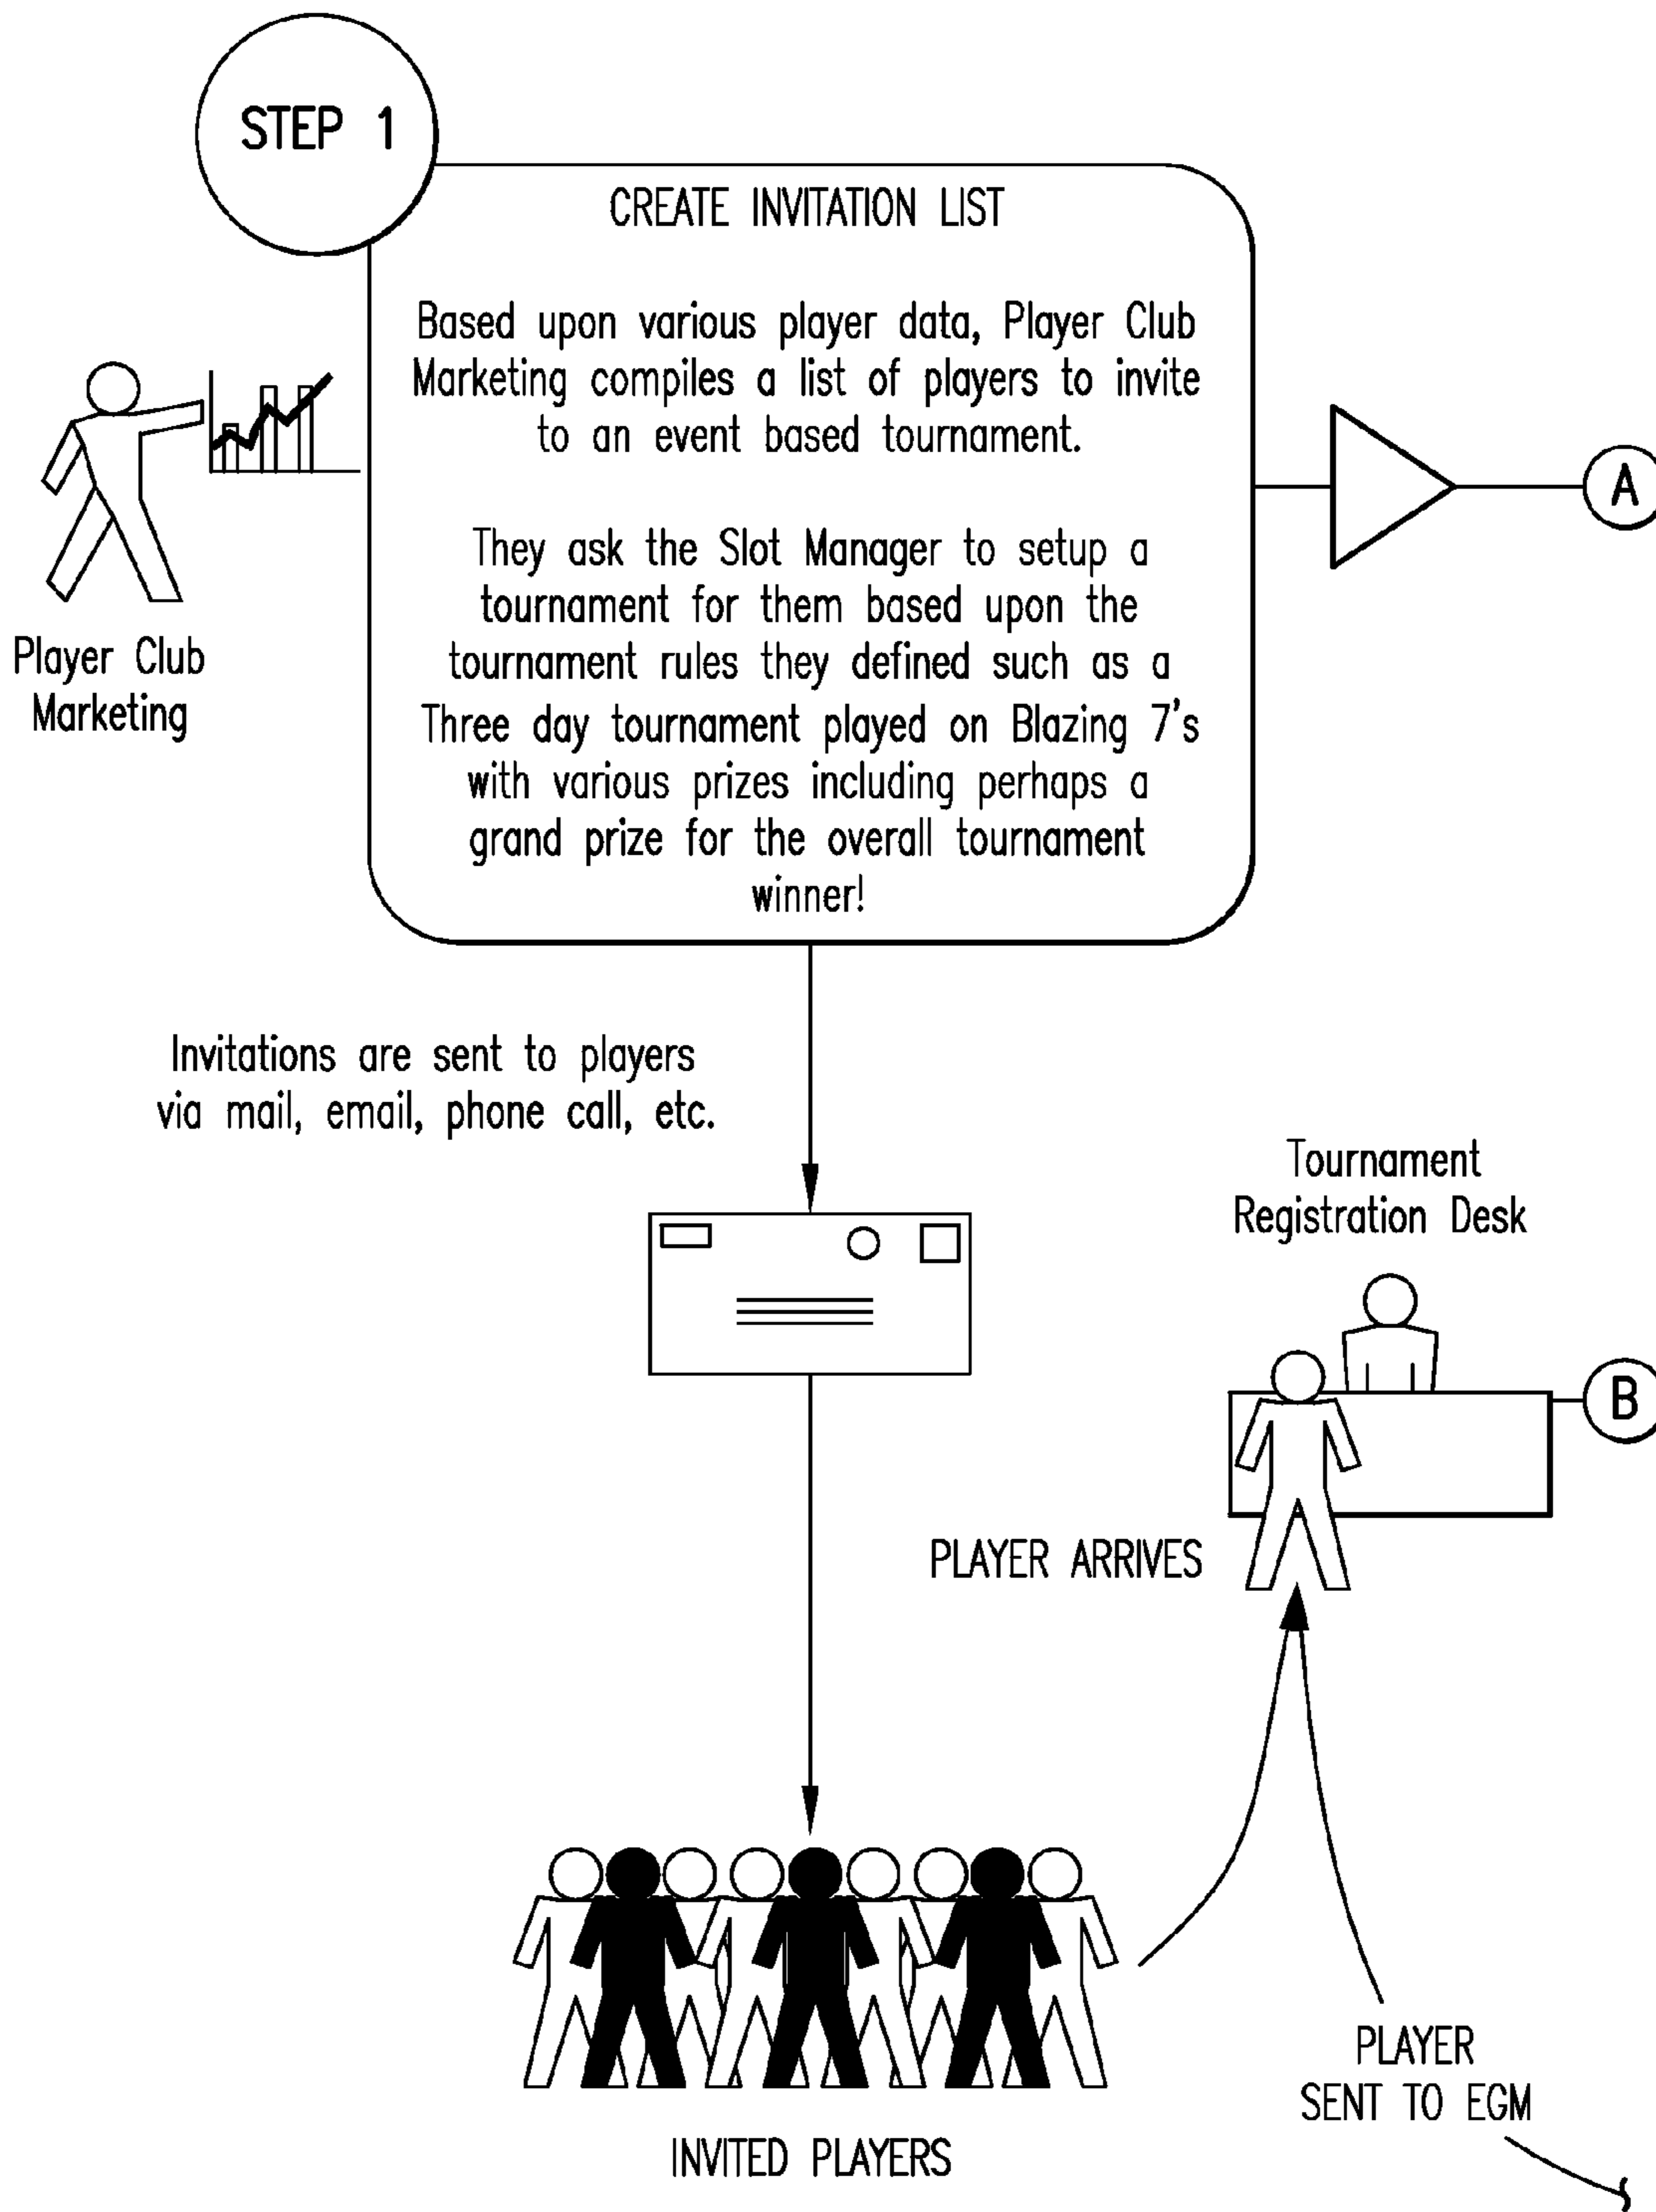 STEP 1
CREATE INVITATION LIST
Based upon various player data, Player Club
Marketing compiles a list of players to invite
to an event based tournament.
They ask the Slot Manager to setup a
tournament for them based upon the
tournament rules they defined such as a
Three day tournament played on Blazing 7's
with various prizes including perhaps a
grand prize for the overall tournament
winner!
Player Club
Marketing
A
Invitations are sent to players
via mail, email, phone call, etc.
Tournament
Registration Desk
B
PLAYER ARRIVES
PLAYER
SENT TO EGM
INVITED PLAYERS